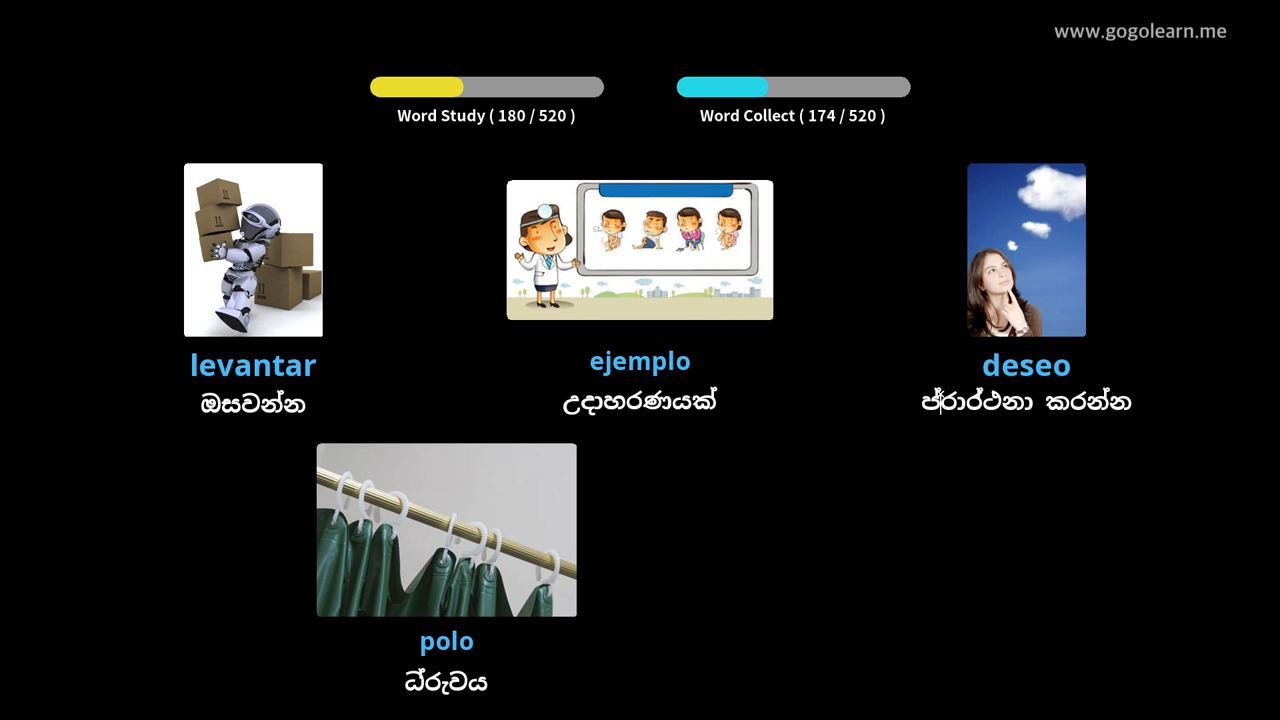 www.gogolearn.me
Word Study ( 180 / 520 )
Word Collect ( 174 / 520 )
levantar
ඔසවන්න
ejemplo
උදාහරණයක්
deseo
ප්රාර්ථනා කරන්න
polo
ධ්රුවය